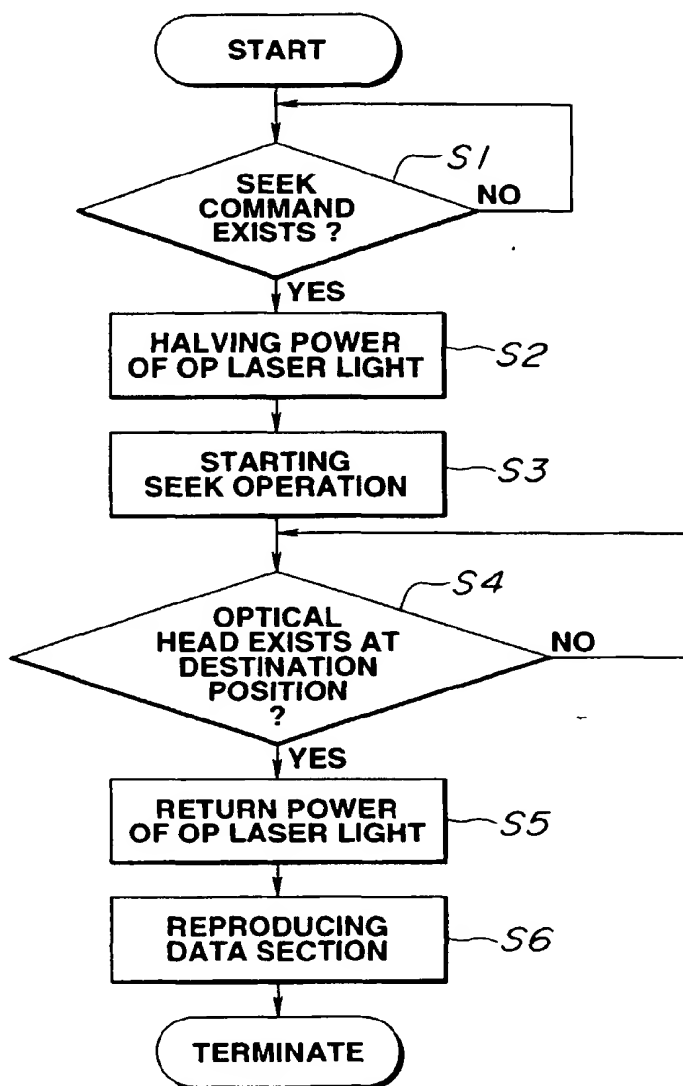 START
S1
SEEK
COMMAND
EXISTS ?
NO
YES
HALVING POWER
OF OP LASER LIGHT
S2
STARTING
SEEK OPERATION
S3
S4
OPTICAL
HEAD EXISTS AT
DESTINATION
POSITION
?
NO
YES
RETURN POWER
OF OP LASER LIGHT
S5
REPRODUCING
DATA SECTION
S6
TERMINATE